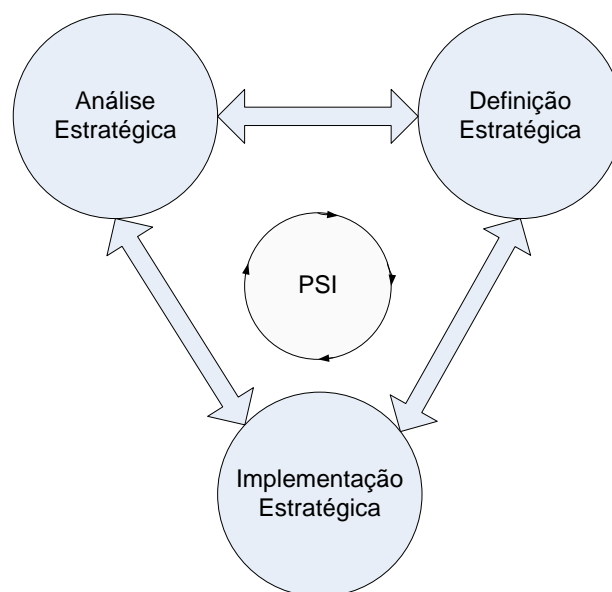 Análise
Estratégica
Definição
Estratégica
PSI
Implementação
Estratégica